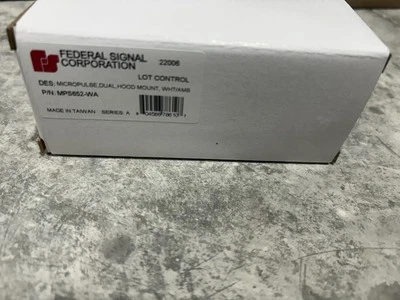 FEDERAL SIGNAL
CORPORATION
22006
LOT CONTROL
DES: MICROPULSE,DUAL,HOOD MOUNT, WHT/AMB
P/N: MPS652-WA
MADE IN TAIWAN SERIES: A